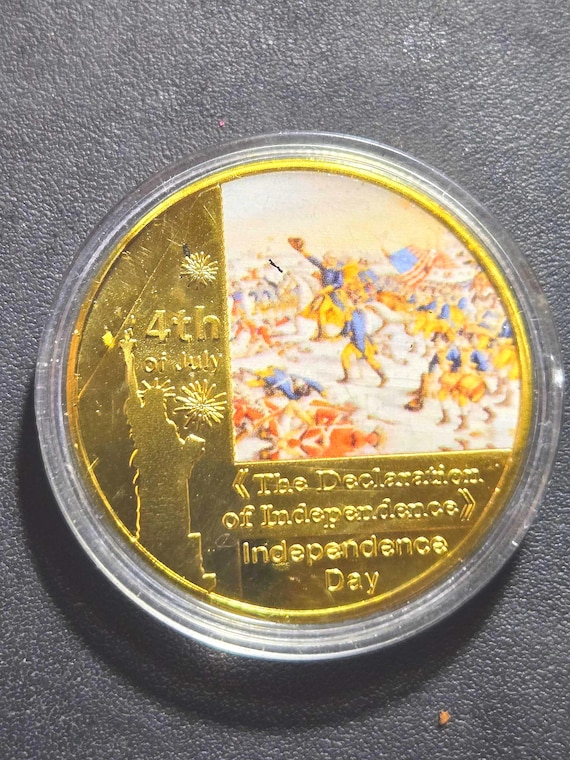 4th
of July
《The Declaration
of Independence》
Independence
Day